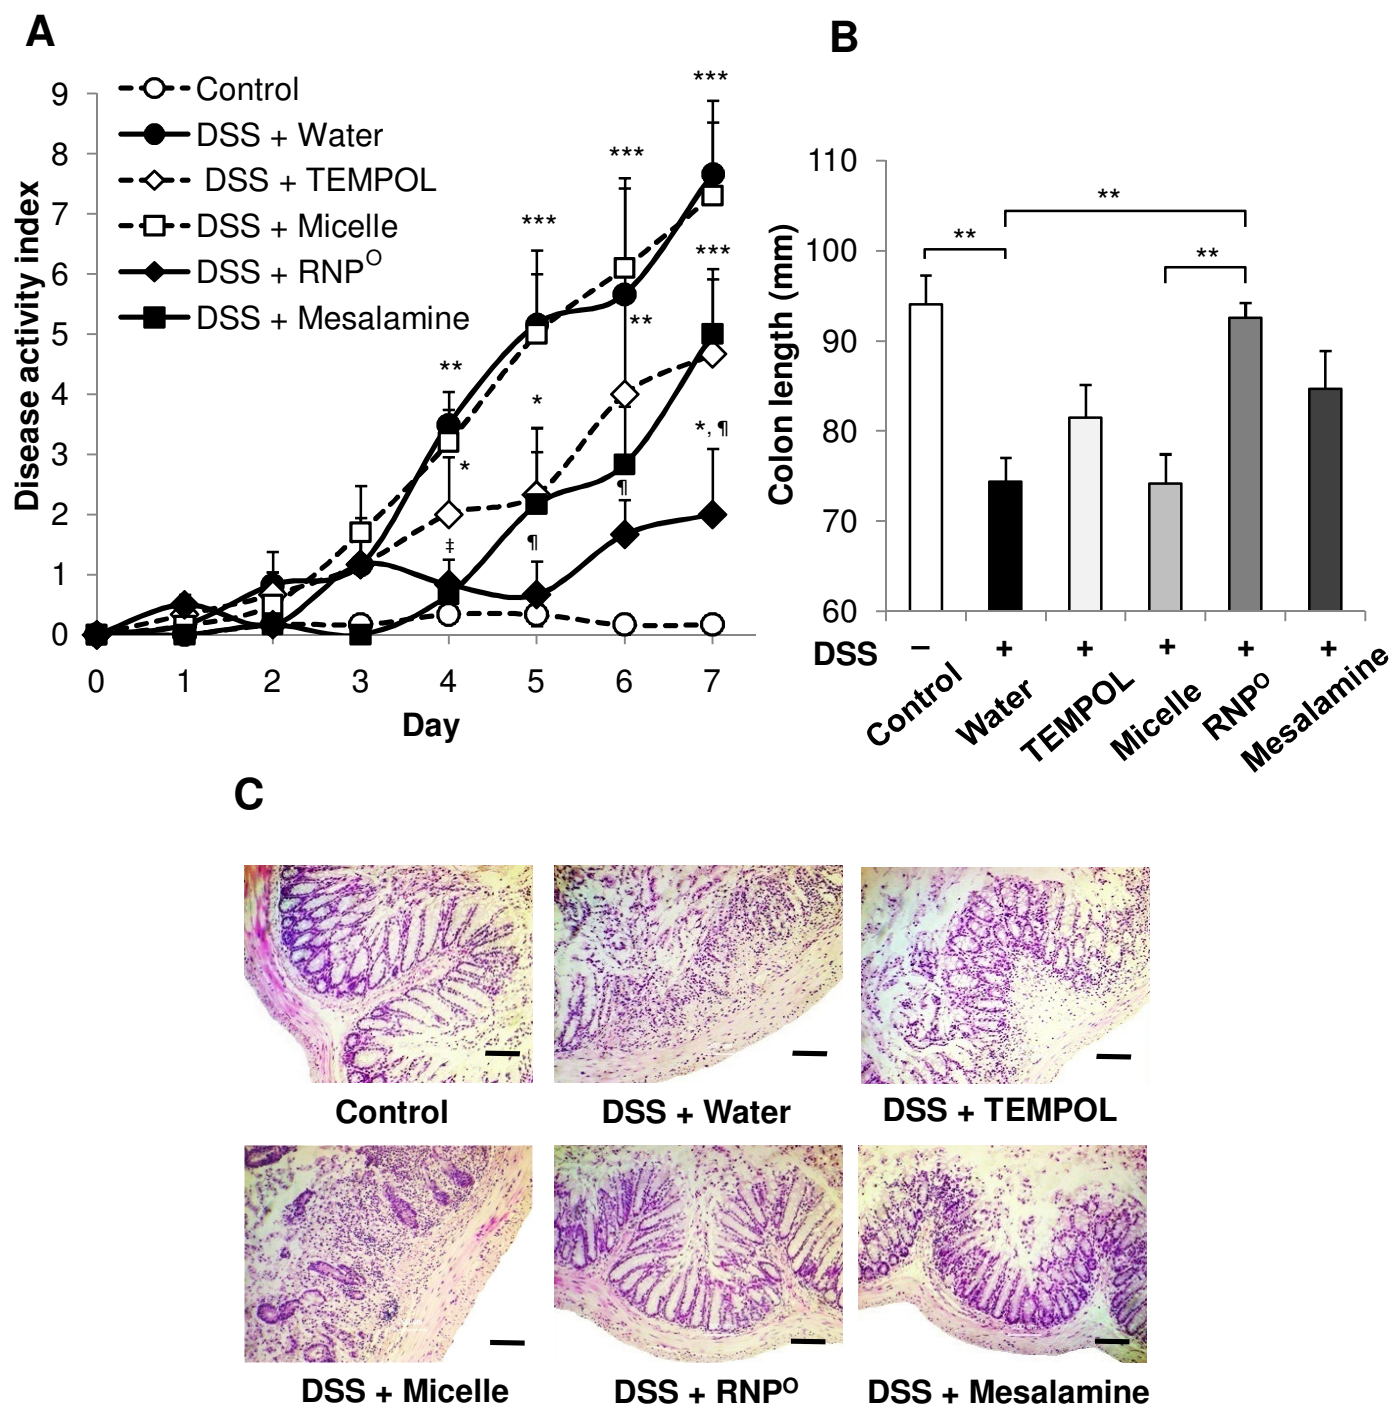 A
B
Disease activity index
9
8
7
6
5
4
3
2
1
0
Control
DSS + Water
DSS + TEMPOL
DSS + Micelle
DSS + RNPᴼ
DSS + Mesalamine
***
***
***
***
**
**
*
*
*, ¶
¶
¶
‡
0 1 2 3 4 5 6 7
Day
Colon length (mm)
110
100
90
80
70
60
**
**
**
DSS – + + + + +
Control
Water
TEMPOL
Micelle
RNPᴼ
Mesalamine
C
Control
DSS + Water
DSS + TEMPOL
DSS + Micelle
DSS + RNPᴼ
DSS + Mesalamine